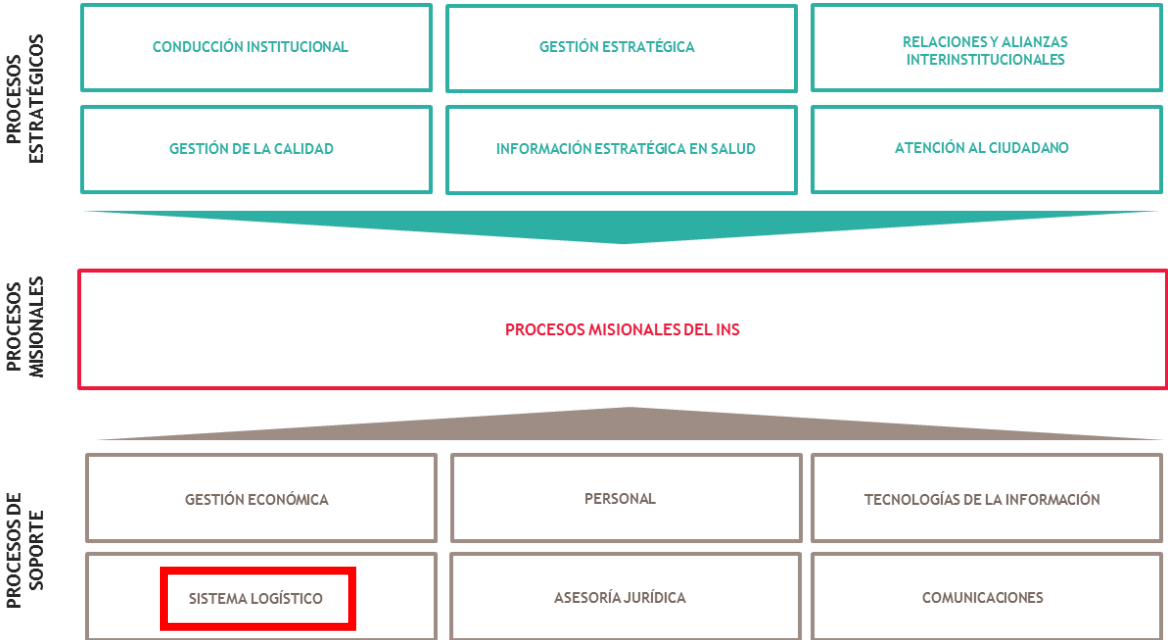 PROCESOS
ESTRATÉGICOS
CONDUCCIÓN INSTITUCIONAL
GESTIÓN ESTRATÉGICA
RELACIONES Y ALIANZAS
INTERINSTITUCIONALES
GESTIÓN DE LA CALIDAD
INFORMACIÓN ESTRATÉGICA EN SALUD
ATENCIÓN AL CIUDADANO
PROCESOS
MISIONALES
PROCESOS MISIONALES DEL INS
PROCESOS DE
SOPORTE
GESTIÓN ECONÓMICA
PERSONAL
TECNOLOGÍAS DE LA INFORMACIÓN
SISTEMA LOGÍSTICO
ASESORÍA JURÍDICA
COMUNICACIONES